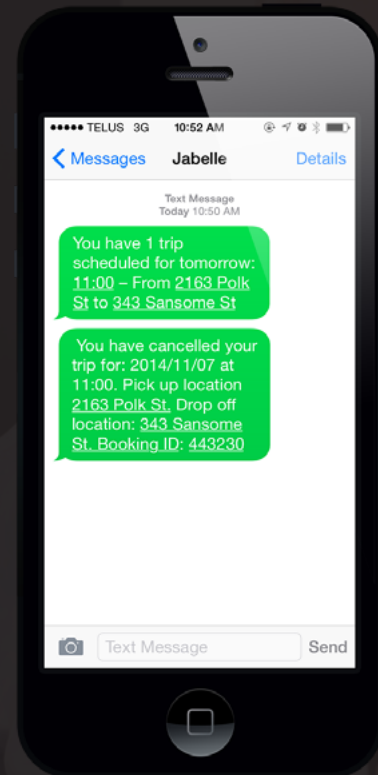 TELUS 3G 10:52 AM
Messages Jabelle Details
Text Message
Today 10:50 AM
You have 1 trip
scheduled for tomorrow:
11:00 – From 2163 Polk
St to 343 Sansome St
You have cancelled your
trip for: 2014/11/07 at
11:00. Pick up location
2163 Polk St. Drop off
location: 343 Sansome
St. Booking ID: 443230
Text Message Send